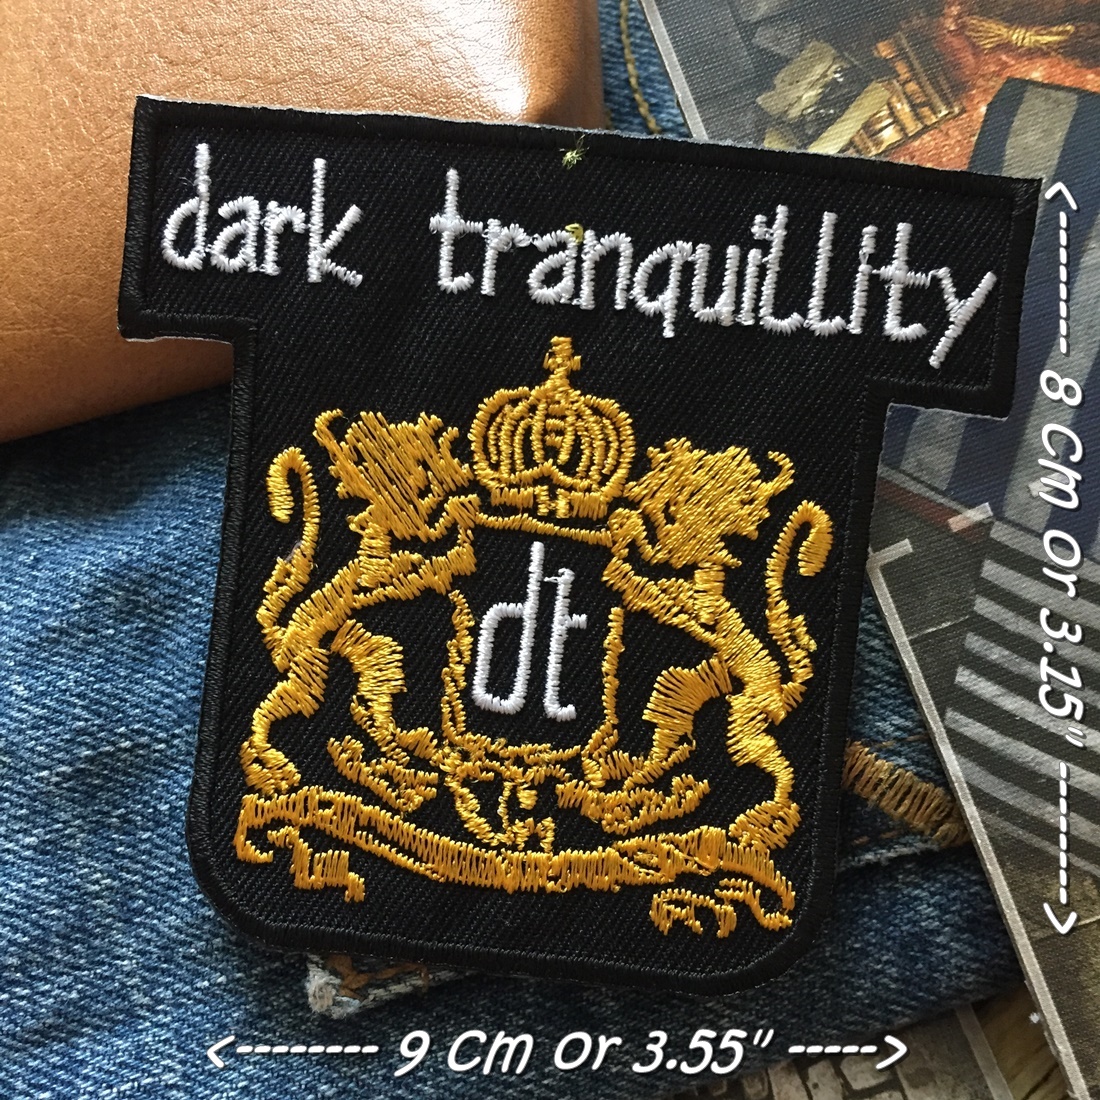 dark tranquillity
dt
<-------- 8 Cm Or 3.15" ------->
<-------- 9 Cm Or 3.55" ----->